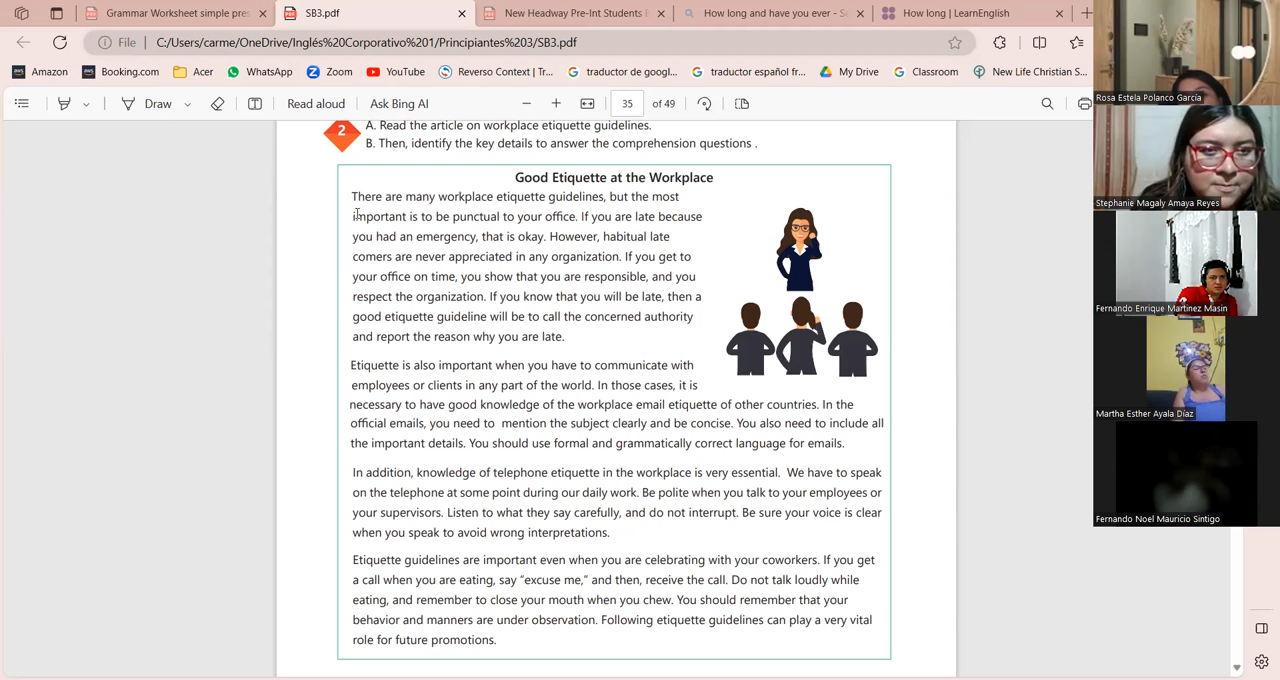 Grammar Worksheet simple pres
SB3.pdf
New Headway Pre-Int Students B
How long and have you ever - Se
How long | LearnEnglish
File
C:/Users/carme/OneDrive/Inglés%20Corporativo%201/Principiantes%203/SB3.pdf
Amazon
Booking.com
Acer
WhatsApp
Zoom
YouTube
Reverso Context | Tr...
traductor de googl...
traductor español fr...
My Drive
Classroom
New Life Christian S...
Draw
Read aloud
Ask Bing AI
35
of 49
2
A. Read the article on workplace etiquette guidelines.
B. Then, identify the key details to answer the comprehension questions .
Good Etiquette at the Workplace
There are many workplace etiquette guidelines, but the most
important is to be punctual to your office. If you are late because
you had an emergency, that is okay. However, habitual late
comers are never appreciated in any organization. If you get to
your office on time, you show that you are responsible, and you
respect the organization. If you know that you will be late, then a
good etiquette guideline will be to call the concerned authority
and report the reason why you are late.
Etiquette is also important when you have to communicate with
employees or clients in any part of the world. In those cases, it is
necessary to have good knowledge of the workplace email etiquette of other countries. In the
official emails, you need to mention the subject clearly and be concise. You also need to include all
the important details. You should use formal and grammatically correct language for emails.
In addition, knowledge of telephone etiquette in the workplace is very essential. We have to speak
on the telephone at some point during our daily work. Be polite when you talk to your employees or
your supervisors. Listen to what they say carefully, and do not interrupt. Be sure your voice is clear
when you speak to avoid wrong interpretations.
Etiquette guidelines are important even when you are celebrating with your coworkers. If you get
a call when you are eating, say “excuse me,” and then, receive the call. Do not talk loudly while
eating, and remember to close your mouth when you chew. You should remember that your
behavior and manners are under observation. Following etiquette guidelines can play a very vital
role for future promotions.
Rosa Estela Polanco García
Stephanie Magaly Amaya Reyes
Fernando Enrique Martinez Masin
Martha Esther Ayala Díaz
Fernando Noel Mauricio Sintigo